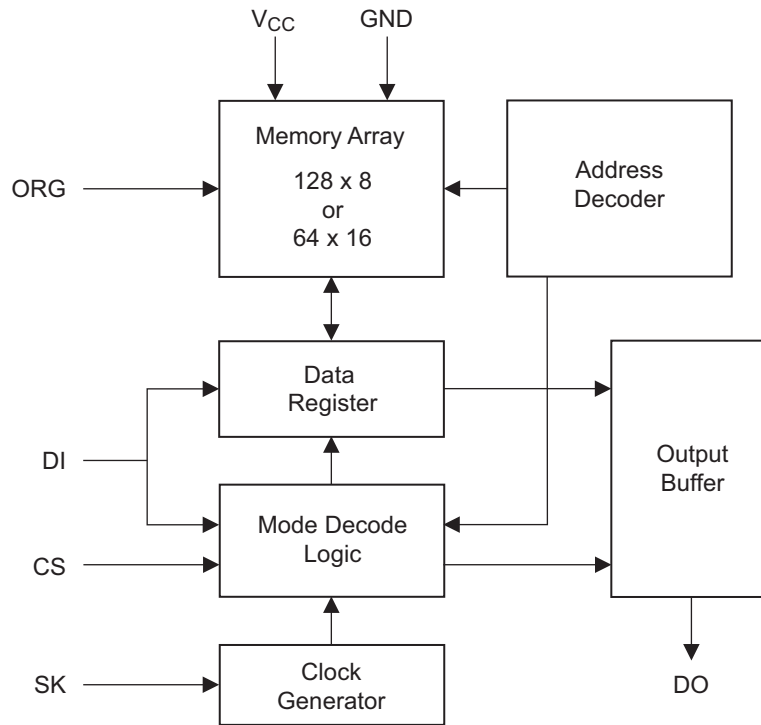 VCC
GND
Memory Array
128 x 8
or
64 x 16
ORG
Address
Decoder
Data
Register
DI
Output
Buffer
Mode Decode
Logic
CS
Clock
Generator
SK
DO